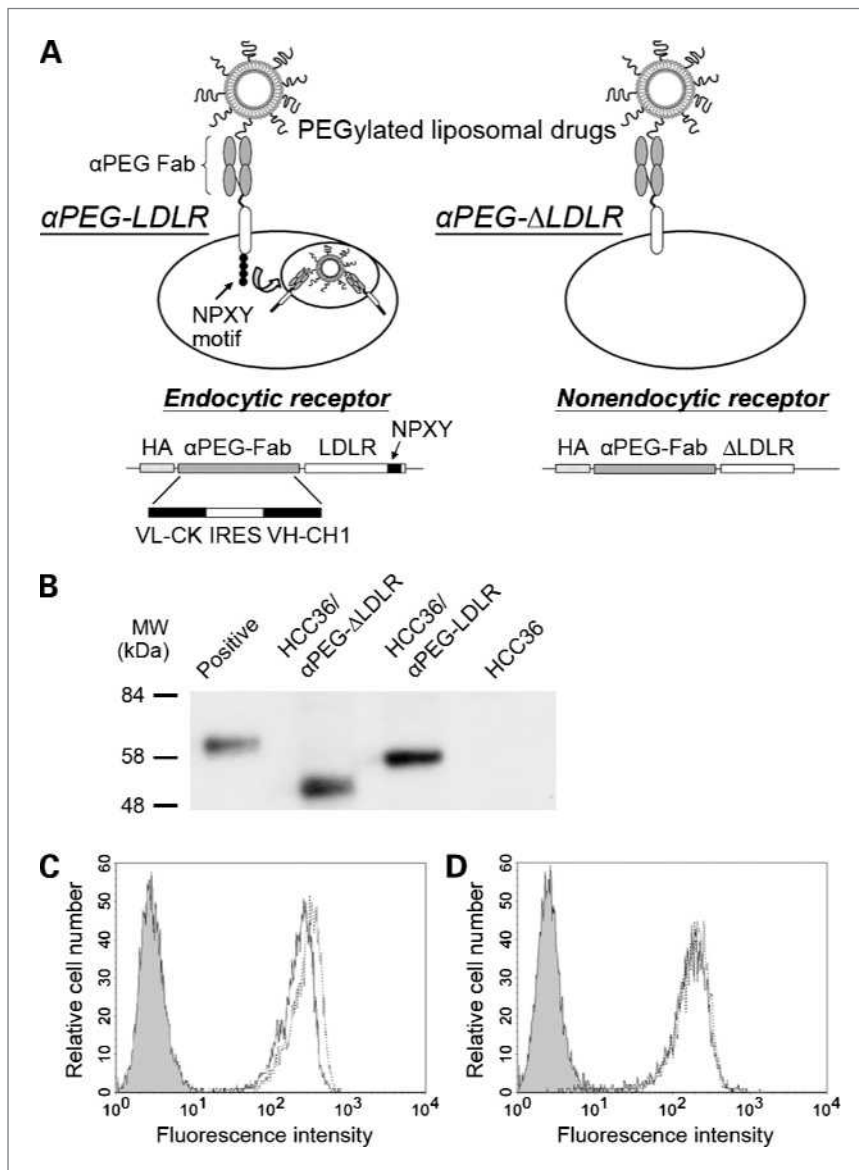 A
PEGylated liposomal drugs
αPEG Fab
αPEG-LDLR
αPEG-ΔLDLR
NPXY
motif
Endocytic receptor
Nonendocytic receptor
NPXY
HA αPEG-Fab LDLR
HA αPEG-Fab ΔLDLR
VL-CK IRES VH-CH1
B
MW
(kDa)
Positive
HCC36/
αPEG-ΔLDLR
HCC36/
αPEG-LDLR
HCC36
84
58
48
C
Relative cell number
60
50
40
30
20
10
0
10⁰ 10¹ 10² 10³ 10⁴
Fluorescence intensity
D
Relative cell number
60
50
40
30
20
10
0
10⁰ 10¹ 10² 10³ 10⁴
Fluorescence intensity